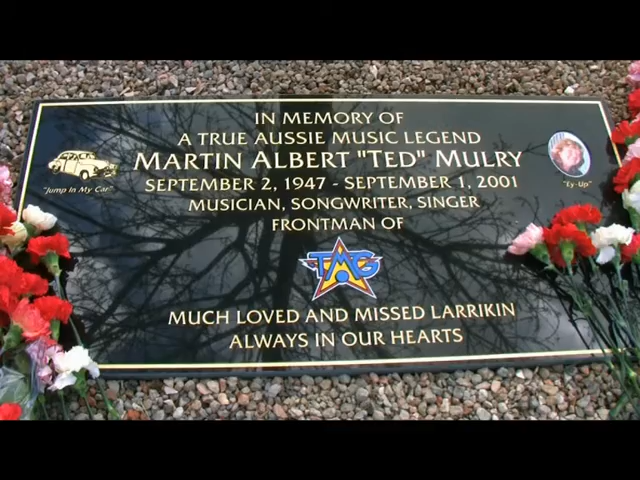 IN MEMORY OF
A TRUE AUSSIE MUSIC LEGEND
MARTIN ALBERT "TED" MULRY
SEPTEMBER 2, 1947 - SEPTEMBER 1, 2001
MUSICIAN, SONGWRITER, SINGER
FRONTMAN OF
TMG
"Jump In My Car"
"Ey-Up"
MUCH LOVED AND MISSED LARRIKIN
ALWAYS IN OUR HEARTS